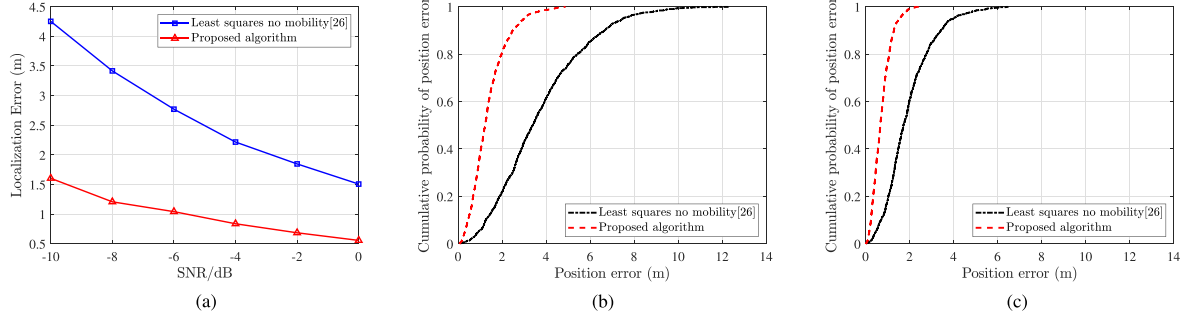 4.5
4
3.5
3
2.5
2
1.5
1
0.5
-10 -8 -6 -4 -2 0
Localization Error (m)
SNR/dB
Least squares no mobility[26]
Proposed algorithm
(a)
1
0.8
0.6
0.4
0.2
0
0 2 4 6 8 10 12 14
Cumulative probability of position error
Position error (m)
Least squares no mobility[26]
Proposed algorithm
(b)
1
0.8
0.6
0.4
0.2
0
0 2 4 6 8 10 12 14
Cumulative probability of position error
Position error (m)
Least squares no mobility[26]
Proposed algorithm
(c)